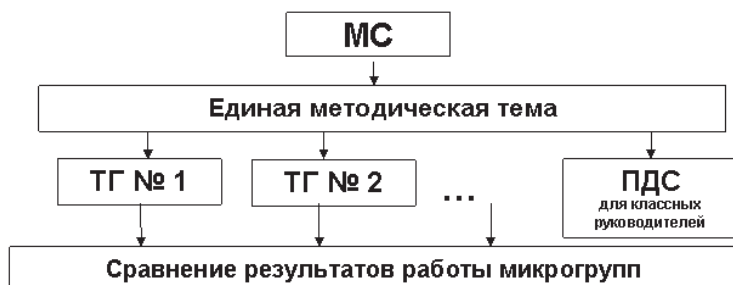 МС
Единая методическая тема
ТГ № 1
ТГ № 2
...
ПДС
для классных
руководителей
Сравнение результатов работы микрогрупп